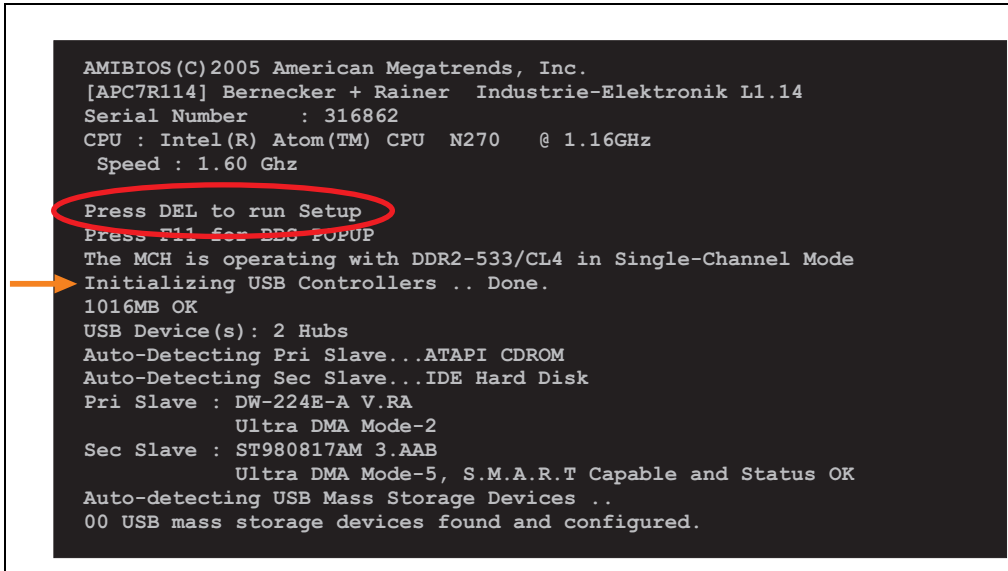 AMIBIOS(C)2005 American Megatrends, Inc.
[APC7R114] Bernecker + Rainer  Industrie-Elektronik L1.14
Serial Number    : 316862
CPU : Intel(R) Atom(TM) CPU  N270   @ 1.16GHz
 Speed : 1.60 Ghz
Press DEL to run Setup
Press F11 for BBS POPUP
The MCH is operating with DDR2-533/CL4 in Single-Channel Mode
Initializing USB Controllers .. Done.
1016MB OK
USB Device(s): 2 Hubs
Auto-Detecting Pri Slave...ATAPI CDROM
Auto-Detecting Sec Slave...IDE Hard Disk
Pri Slave : DW-224E-A V.RA
            Ultra DMA Mode-2
Sec Slave : ST980817AM 3.AAB
            Ultra DMA Mode-5, S.M.A.R.T Capable and Status OK
Auto-detecting USB Mass Storage Devices ..
00 USB mass storage devices found and configured.